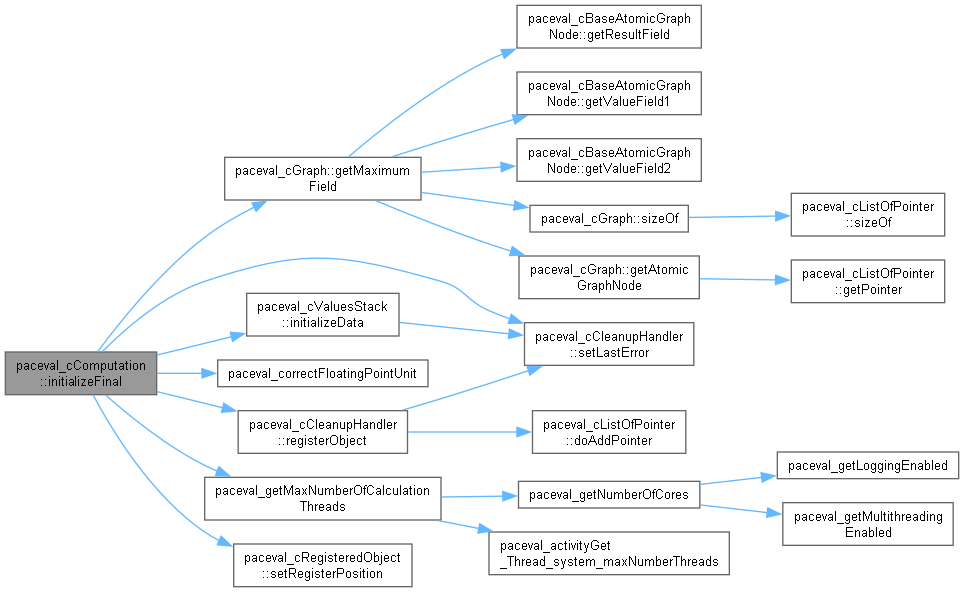 paceval_cComputation
::initializeFinal
paceval_cGraph::getMaximum
Field
paceval_cBaseAtomicGraph
Node::getResultField
paceval_cBaseAtomicGraph
Node::getValueField1
paceval_cBaseAtomicGraph
Node::getValueField2
paceval_cGraph::sizeOf
paceval_cListOfPointer
::sizeOf
paceval_cGraph::getAtomic
GraphNode
paceval_cListOfPointer
::getPointer
paceval_cValuesStack
::initializeData
paceval_cCleanupHandler
::setLastError
paceval_correctFloatingPointUnit
paceval_cCleanupHandler
::registerObject
paceval_cListOfPointer
::doAddPointer
paceval_getMaxNumberOfCalculation
Threads
paceval_getNumberOfCores
paceval_getLoggingEnabled
paceval_getMultithreading
Enabled
paceval_activityGet
_Thread_system_maxNumberThreads
paceval_cRegisteredObject
::setRegisterPosition